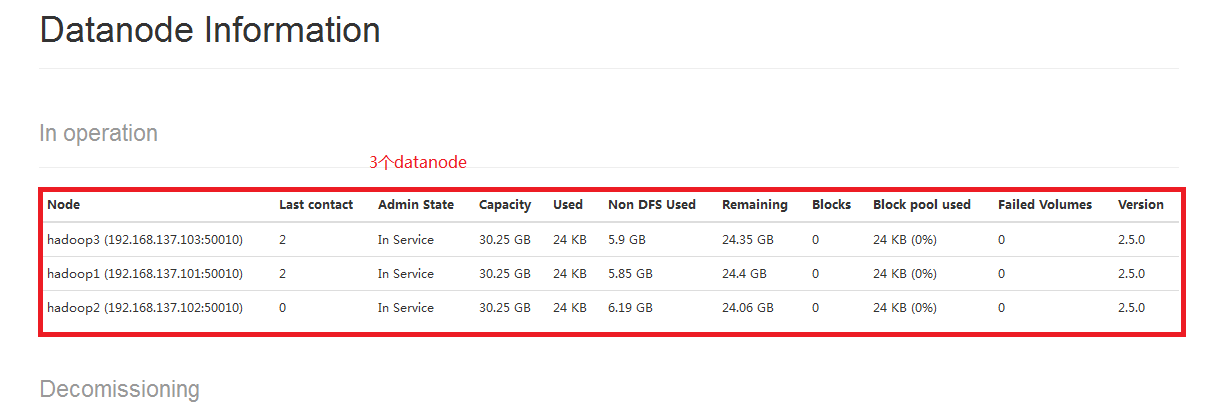 Datanode Information
In operation
3个datanode
Node Last contact Admin State Capacity Used Non DFS Used Remaining Blocks Block pool used Failed Volumes Version
hadoop3 (192.168.137.103:50010) 2 In Service 30.25 GB 24 KB 5.9 GB 24.35 GB 0 24 KB (0%) 0 2.5.0
hadoop1 (192.168.137.101:50010) 2 In Service 30.25 GB 24 KB 5.85 GB 24.4 GB 0 24 KB (0%) 0 2.5.0
hadoop2 (192.168.137.102:50010) 0 In Service 30.25 GB 24 KB 6.19 GB 24.06 GB 0 24 KB (0%) 0 2.5.0
Decomissioning